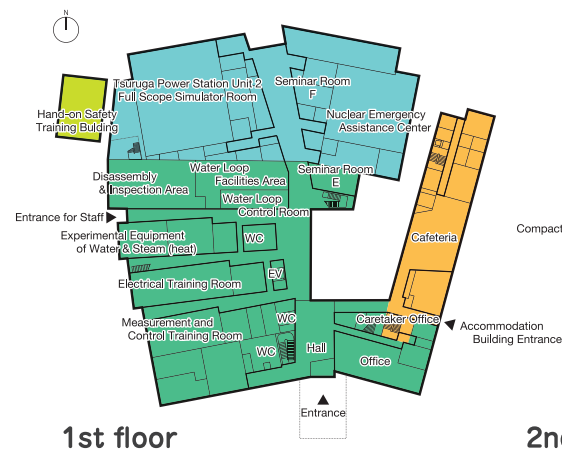 N
Tsuruga Power Station Unit-2
Full Scope Simulator Room
Seminar Room
F
Hand-on Safety
Training Bulding
Nuclear Emergency
Assistance Center
Water Loop
Facilities Area
Seminar Room
E
Disassembly
& Inspection Area
Water Loop
Control Room
Entrance for Staff
Experimental Equipment
of Water & Steam (heat)
WC
Cafeteria
Compact
EV
Electrical Training Room
Measurement and
Control Training Room
WC
Caretaker Office
Accommodation
Building Entrance
WC
Hall
Office
Entrance
1st floor
2n